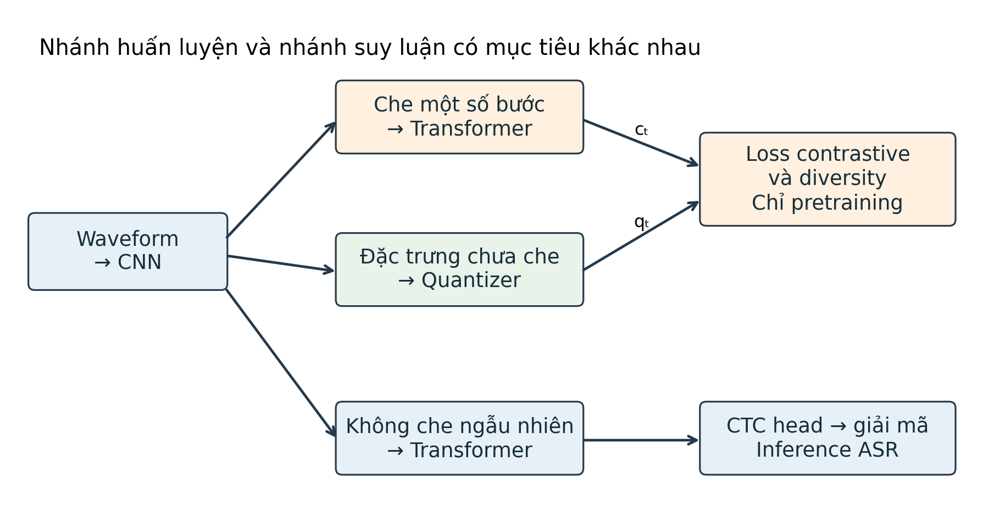 Nhánh huấn luyện và nhánh suy luận có mục tiêu khác nhau
Che một số bước
→ Transformer
cₜ
Loss contrastive
và diversity
Chỉ pretraining
Waveform
→ CNN
qₜ
Đặc trưng chưa che
→ Quantizer
Không che ngẫu nhiên
→ Transformer
CTC head → giải mã
Inference ASR